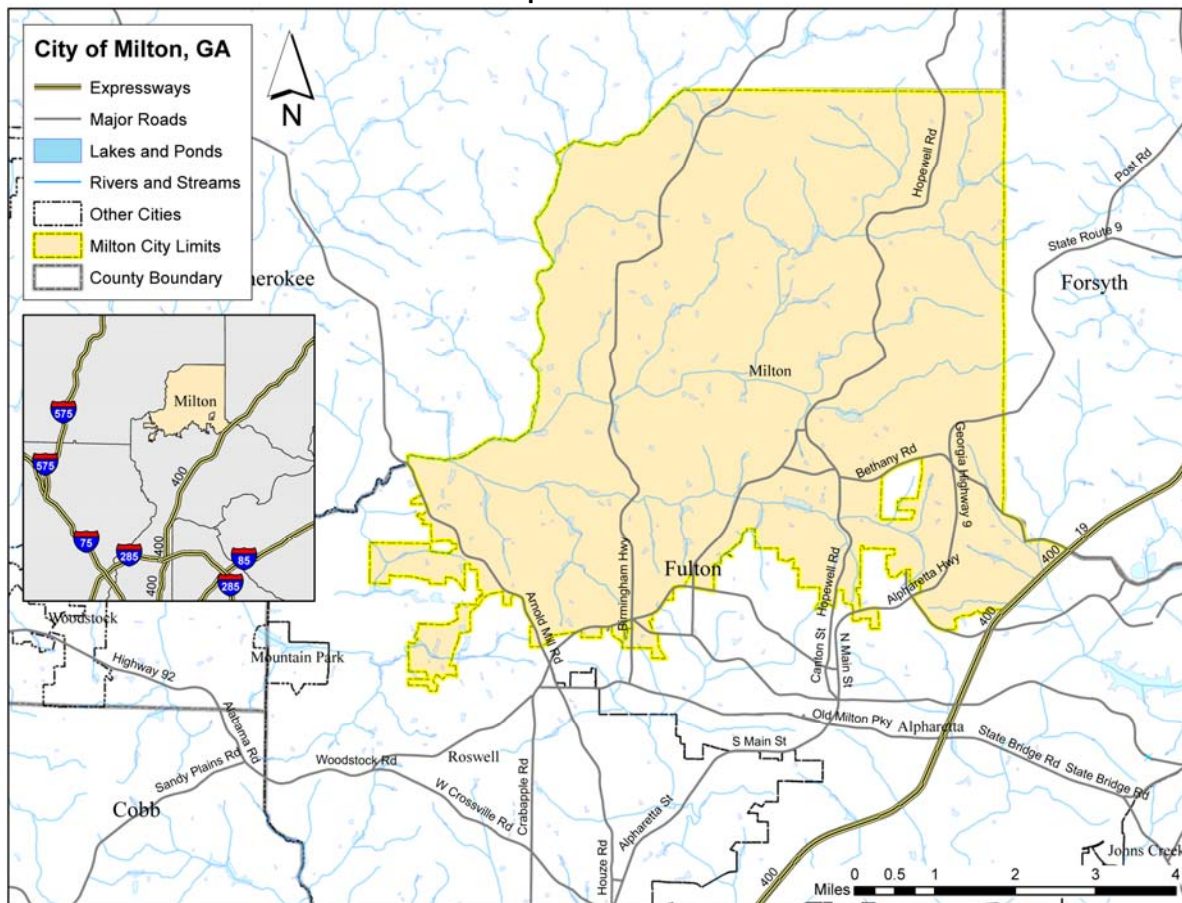 City of Milton, GA
Expressways
Major Roads
Lakes and Ponds
Rivers and Streams
Other Cities
Milton City Limits
County Boundary
N
Hopewell Rd
Post Rd
State Route 9
erokee
Forsyth
Milton
575
Milton
575
400
75
285
400
85
400
285
Bethany Rd
Georgia Highway 9
Birmingham Hwy
Fulton
Hopewell Rd
Alpharetta Hwy
400
19
400
Arnold Mill Rd
Woodstock
Mountain Park
Highway 92
Canton St
N Main St
Alabama Rd
Old Milton Pky
Alpharetta
S Main St
State Bridge Rd
State Bridge Rd
Sandy Plains Rd
Woodstock Rd
Roswell
W Crossville Rd
Crabapple Rd
Alpharetta St
Cobb
Houze Rd
400
Johns Creek
Miles 0 0.5 1 2 3 4